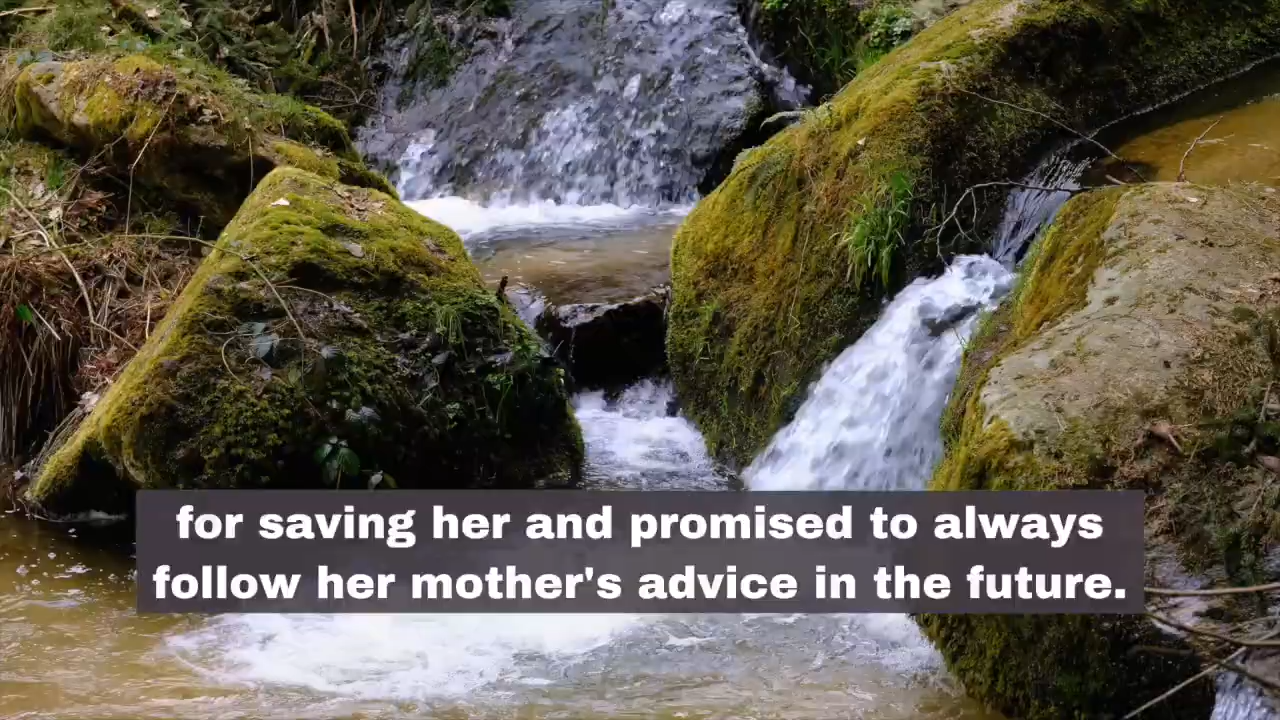 for saving her and promised to always
follow her mother's advice in the future.